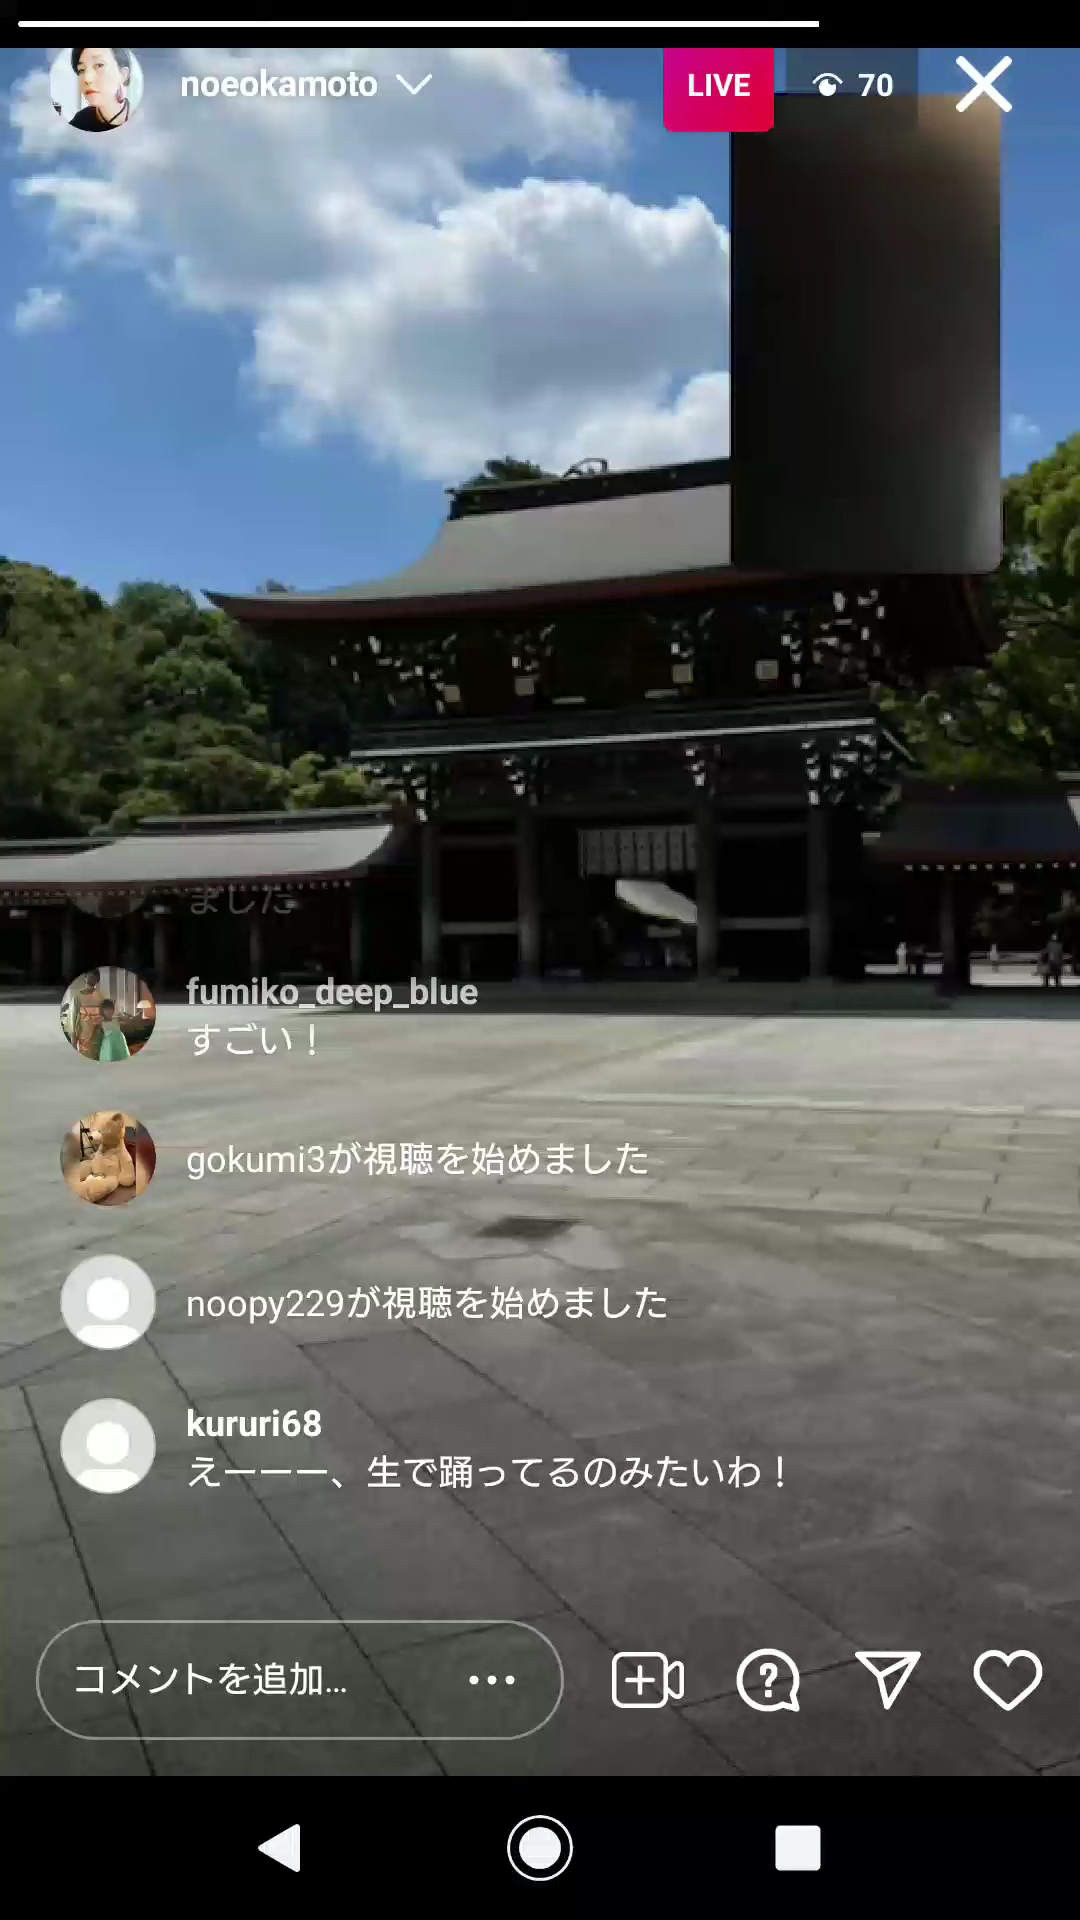 noeokamoto
LIVE
70
ました
fumiko_deep_blue
すごい！
gokumi3が視聴を始めました
noopy229が視聴を始めました
kururi68
えーーー、生で踊ってるのみたいわ！
コメントを追加...